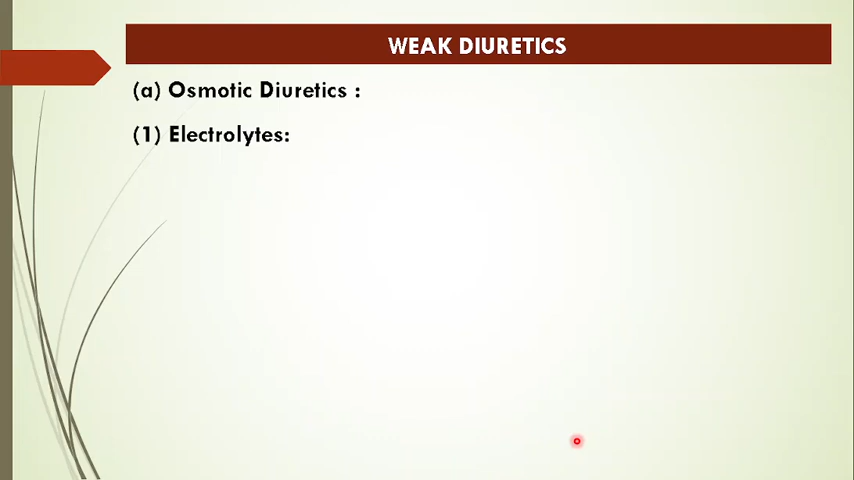 WEAK DIURETICS
(a) Osmotic Diuretics :
(1) Electrolytes: